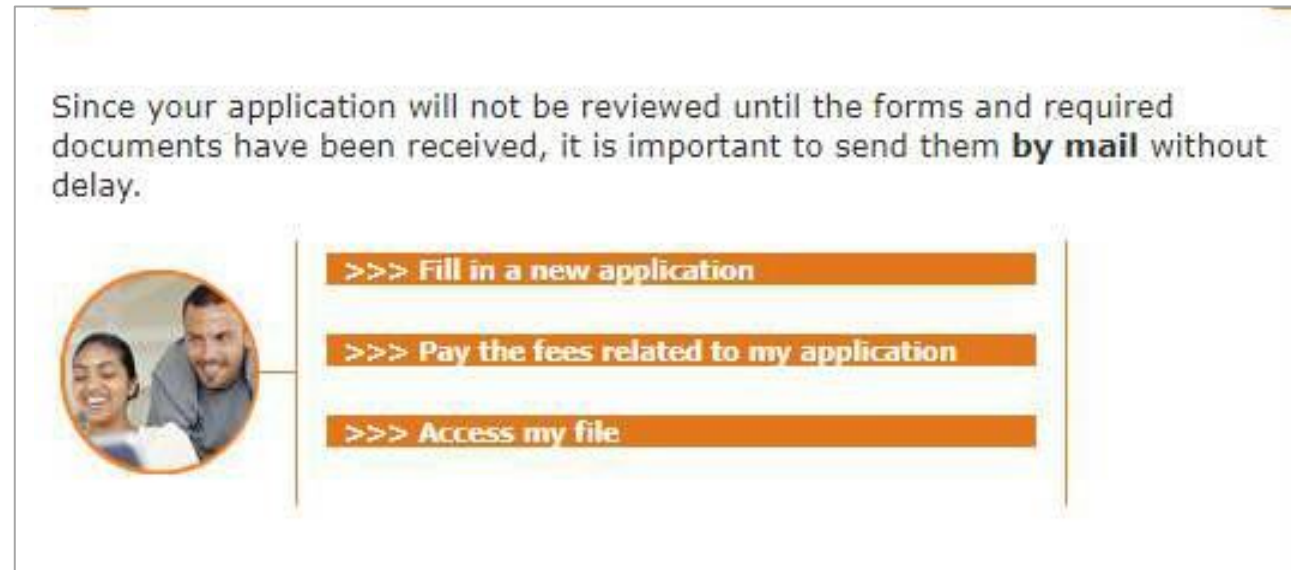 Since your application will not be reviewed until the forms and required
documents have been received, it is important to send them by mail without
delay.
>>> Fill in a new application
>>> Pay the fees related to my application
>>> Access my file